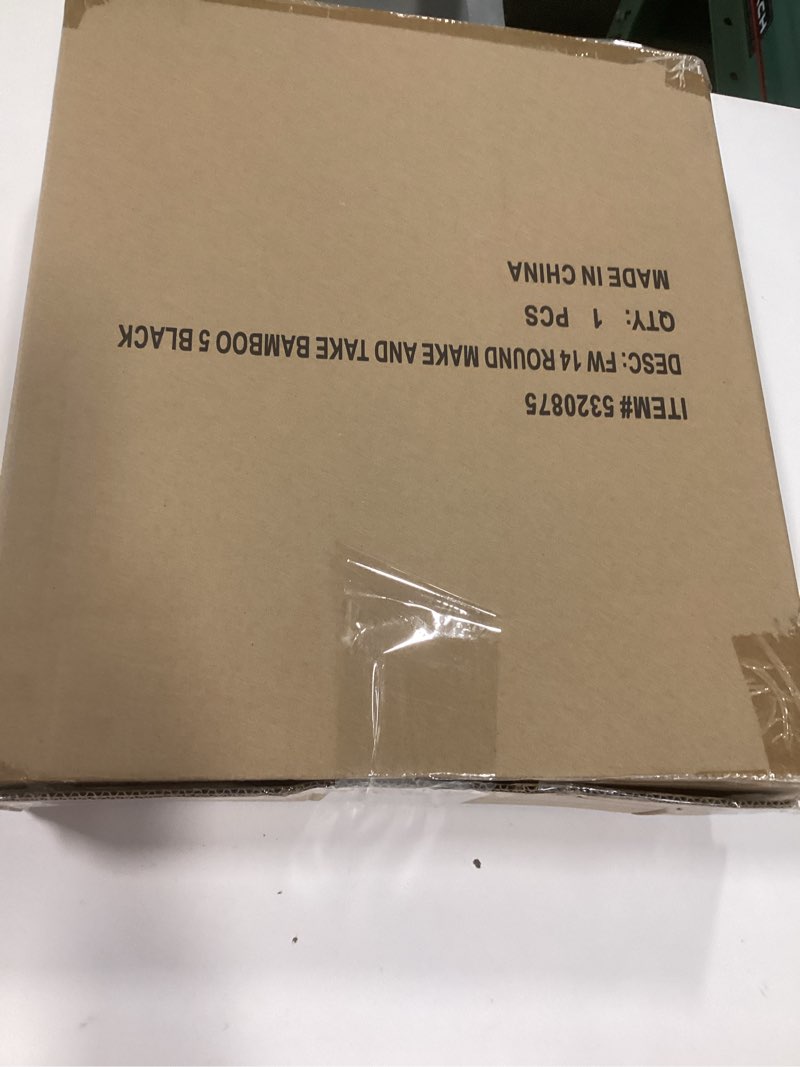 ITEM# 5320875
DESC: FW 14 ROUND MAKE AND TAKE BAMBOO 5 BLACK
QTY: 1 PCS
MADE IN CHINA